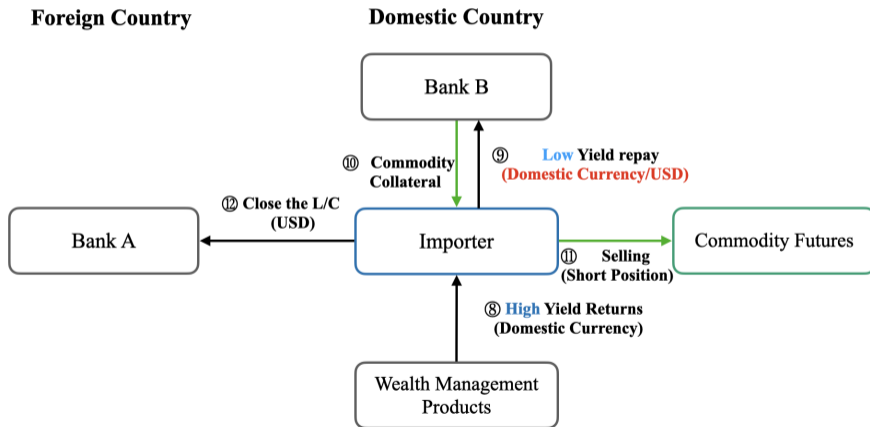 Foreign Country
Domestic Country
Bank B
⑩ Commodity
Collateral
⑨ Low Yield repay
(Domestic Currency/USD)
⑫ Close the L/C
(USD)
Bank A
Importer
Commodity Futures
⑪ Selling
(Short Position)
⑧ High Yield Returns
(Domestic Currency)
Wealth Management
Products